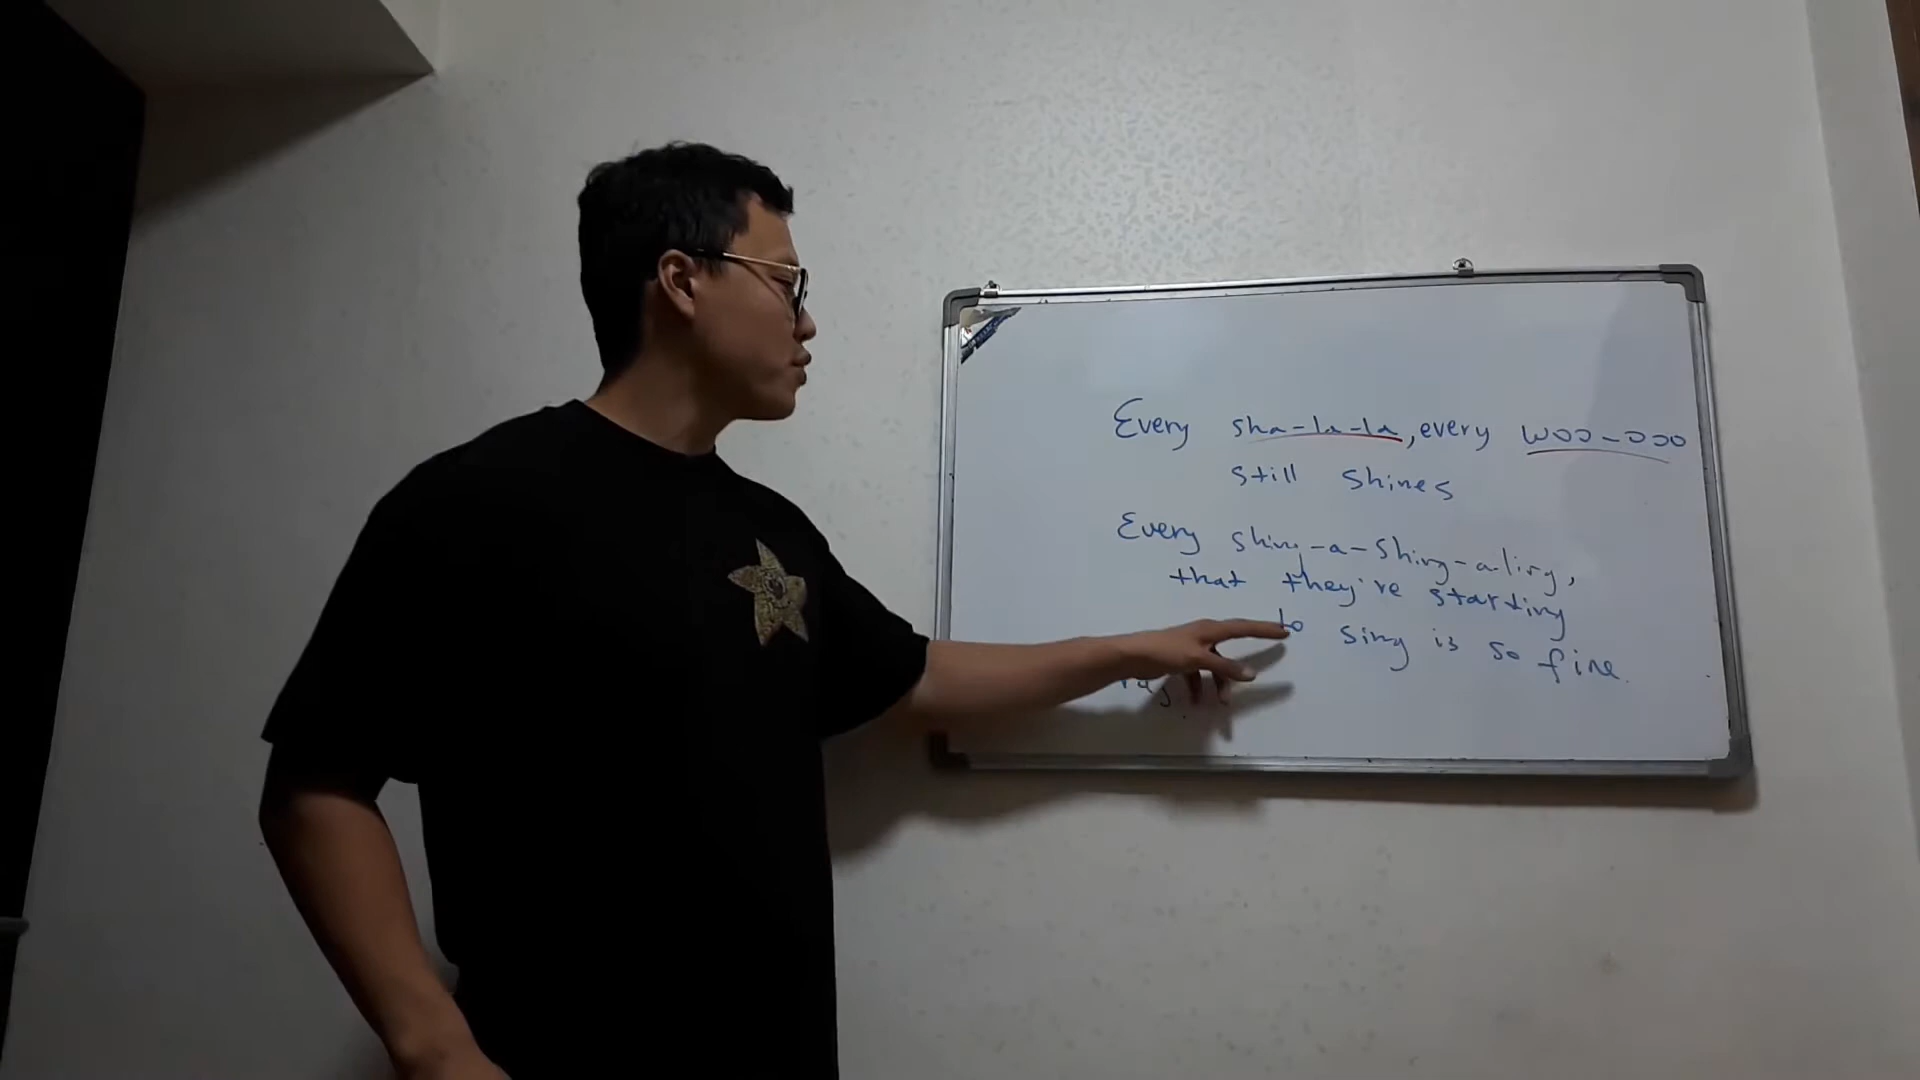 Every sha-la-la, every woo-ooo
still shines
Every shing-a-shing-a-ling,
that they're starting
to sing is so fine.